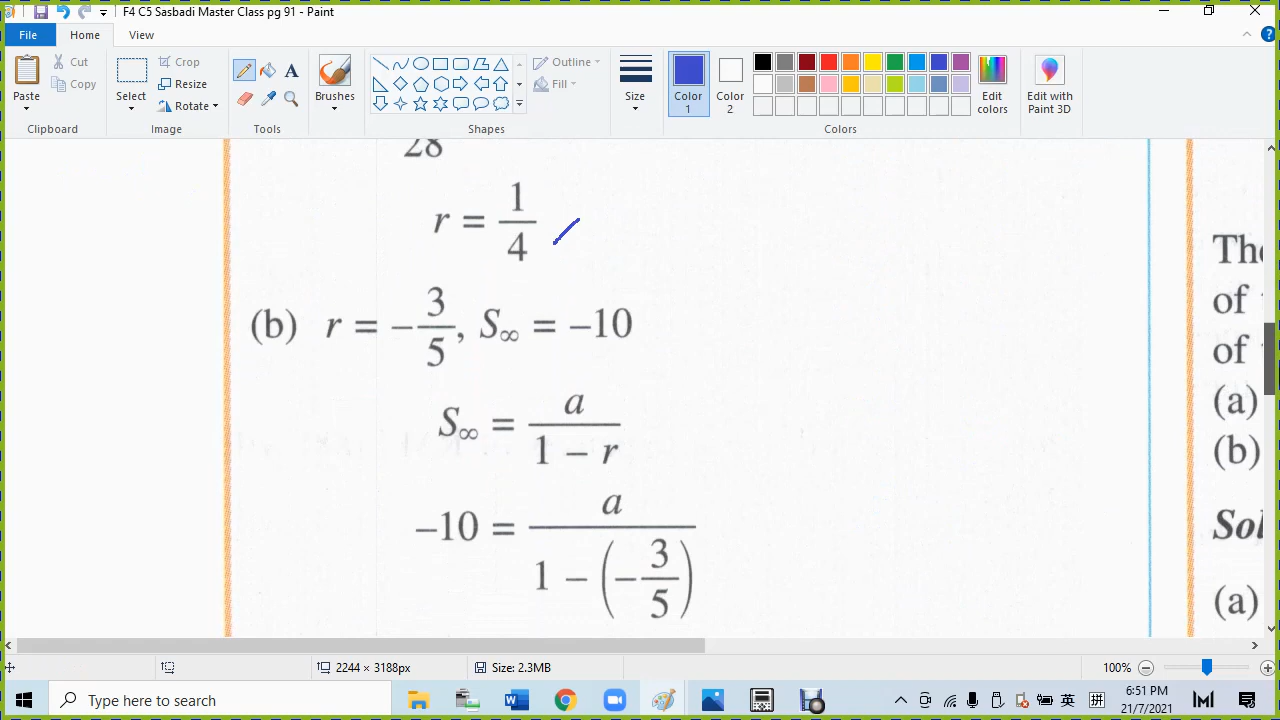 F4 C5 Sasbadi Master Class pg 91 - Paint
File Home View
Paste Cut Copy Select Crop Resize Rotate A Brushes Outline Fill Size Color 1 Color 2 Edit colors Edit with Paint 3D
Clipboard Image Tools Shapes Colors
28
r = 1/4
(b) r = –3/5, S∞ = –10
S∞ = a/(1 – r)
–10 = a/(1 – (–3/5))
The
of
of
(a)
(b)
Sol
(a)
2244 × 3188px Size: 2.3MB 100%
Type here to search 英 拼 6:51 PM
21/7/2021